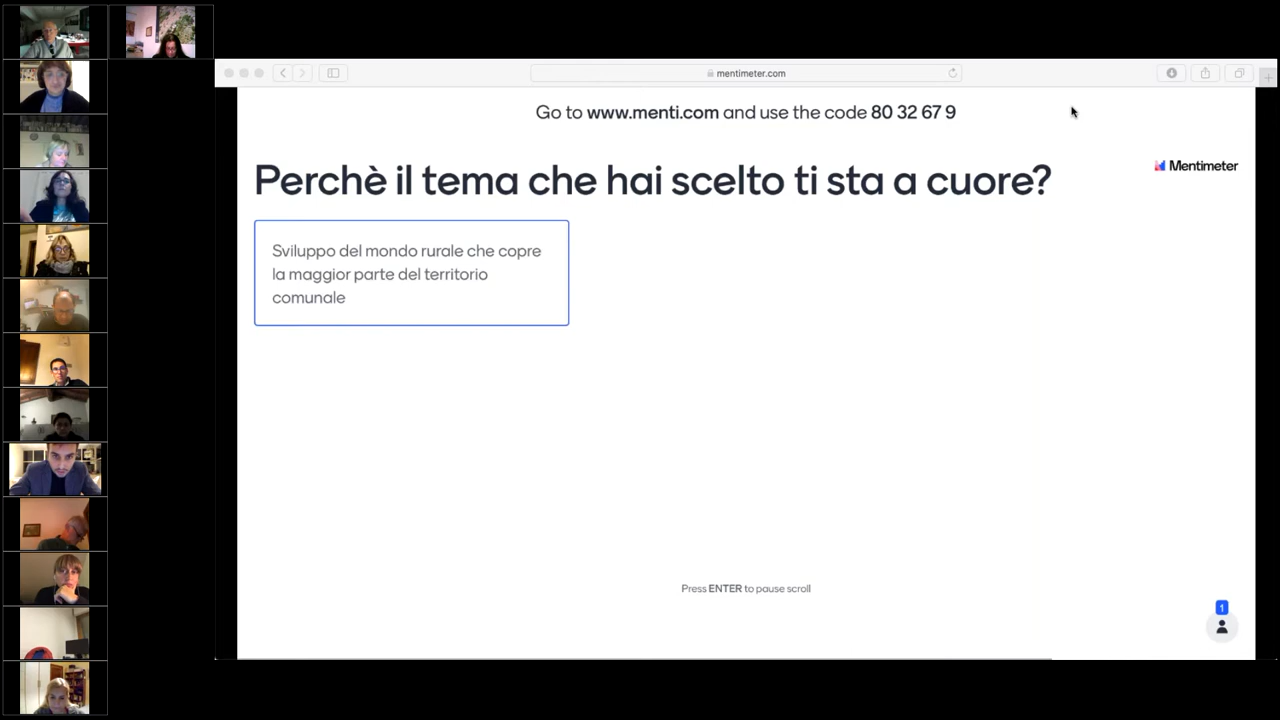 mentimeter.com
Go to www.menti.com and use the code 80 32 67 9
Mentimeter
Perchè il tema che hai scelto ti sta a cuore?
Sviluppo del mondo rurale che copre
la maggior parte del territorio
comunale
Press ENTER to pause scroll
1